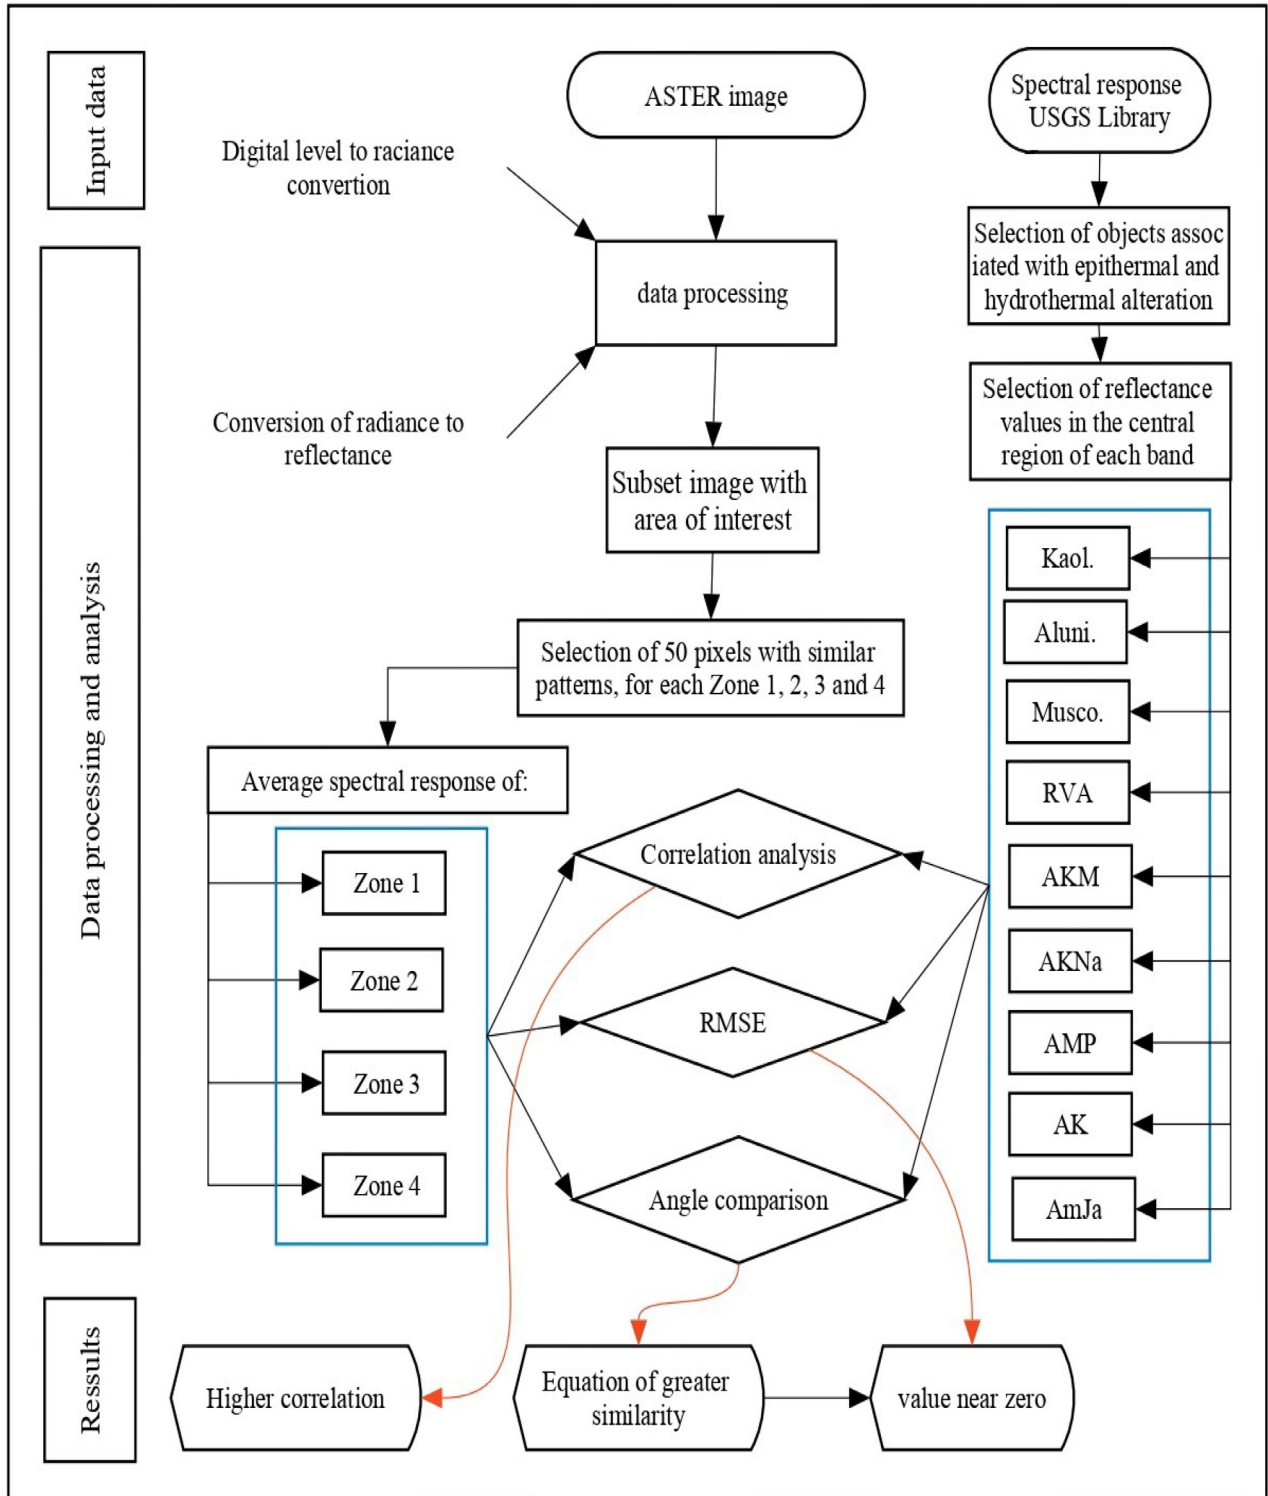 Input data
ASTER image
Spectral response
USGS Library
Digital level to raciance
convertion
data processing
Selection of objects assoc
iated with epithermal and
hydrothermal alteration
Conversion of radiance to
reflectance
Selection of reflectance
values in the central
region of each band
Subset image with
area of interest
Data processing and analysis
Selection of 50 pixels with similar
patterns, for each Zone 1, 2, 3 and 4
Average spectral response of:
Zone 1
Zone 2
Zone 3
Zone 4
Correlation analysis
RMSE
Angle comparison
Kaol.
Aluni.
Musco.
RVA
AKM
AKNa
AMP
AK
AmJa
Ressults
Higher correlation
Equation of greater
similarity
value near zero